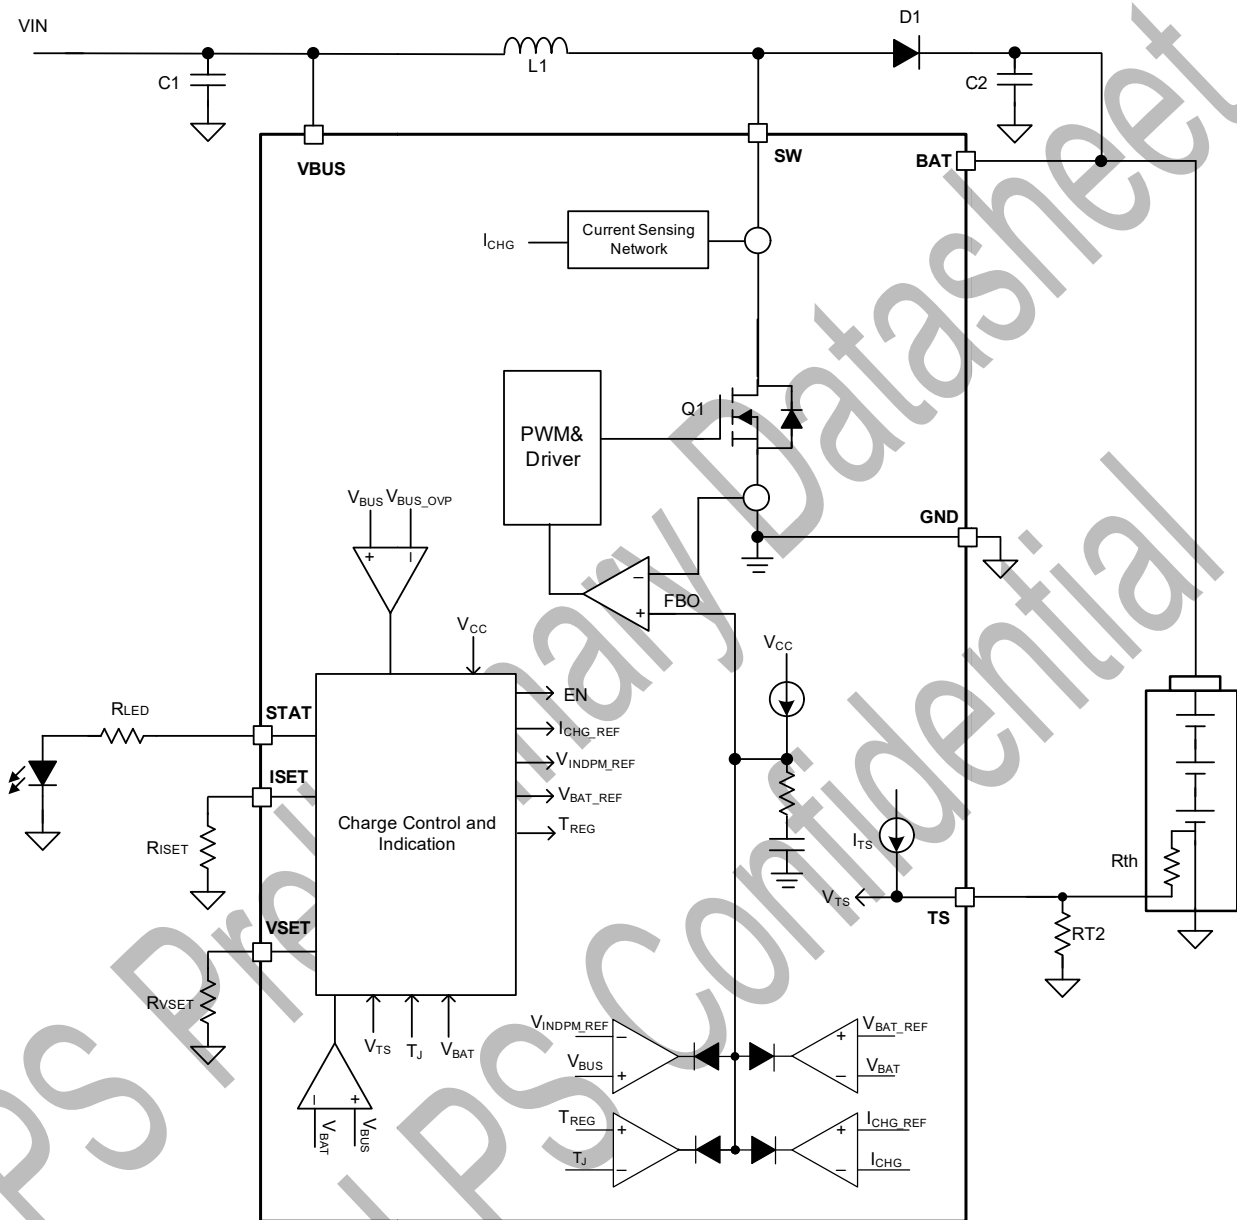 VIN
D1
C1
L1
C2
VBUS
SW
BAT
Current Sensing
Network
ICHG
Q1
PWM&
Driver
VBUS VBUS_OVP
GND
FBO
VCC
VCC
STAT
RLED
EN
ICHG_REF
ISET
VINDPM_REF
VBAT_REF
TREG
Charge Control and
Indication
RISET
ITS
Rth
VTS
TS
VSET
RT2
RVSET
VTS
TJ
VBAT
VINDPM_REF
VBAT_REF
VBUS
VBAT
VBAT
VBUS
TREG
ICHG_REF
TJ
ICHG
+
−
−
+
−
+
−
+
+
−
+
−
+
−
PS Preliminary Datasheet
LPS Confidential